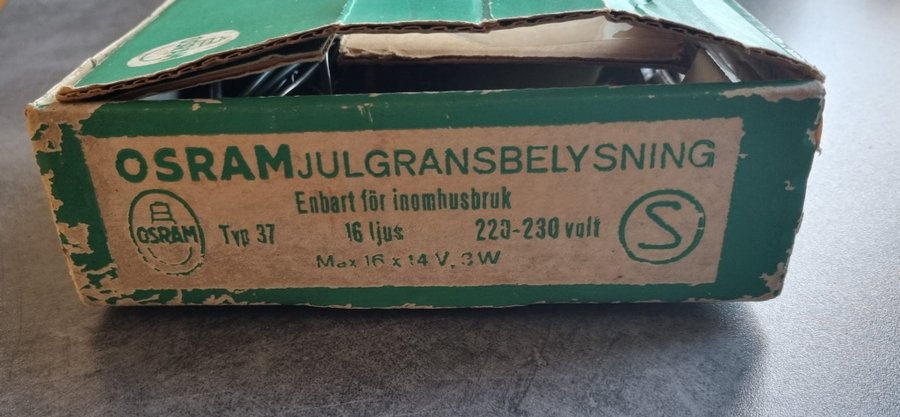 OSRAM JULGRANSBELYSNING
Enbart för inomhusbruk
OSRAM Typ 37 16 ljus 220-230 volt S
Max 16 x 14 V, 3W